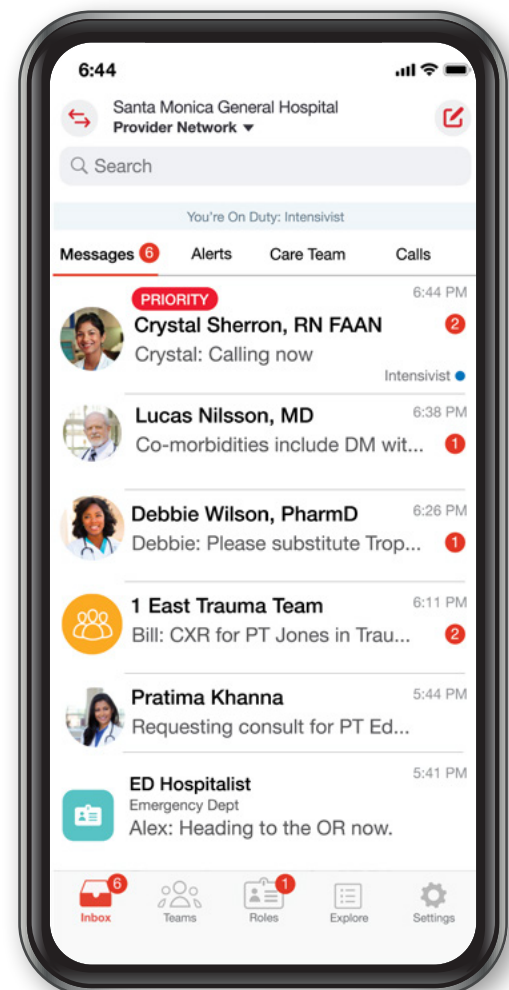 6:44
Santa Monica General Hospital
Provider Network
Search
You're On Duty: Intensivist
Messages 6 Alerts Care Team Calls
PRIORITY 6:44 PM
Crystal Sherron, RN FAAN 2
Crystal: Calling now
Intensivist
Lucas Nilsson, MD 6:38 PM
Co-morbidities include DM wit... 1
Debbie Wilson, PharmD 6:26 PM
Debbie: Please substitute Trop... 1
1 East Trauma Team 6:11 PM
Bill: CXR for PT Jones in Trau... 2
Pratima Khanna 5:44 PM
Requesting consult for PT Ed...
ED Hospitalist 5:41 PM
Emergency Dept
Alex: Heading to the OR now.
6 1
Inbox Teams Roles Explore Settings